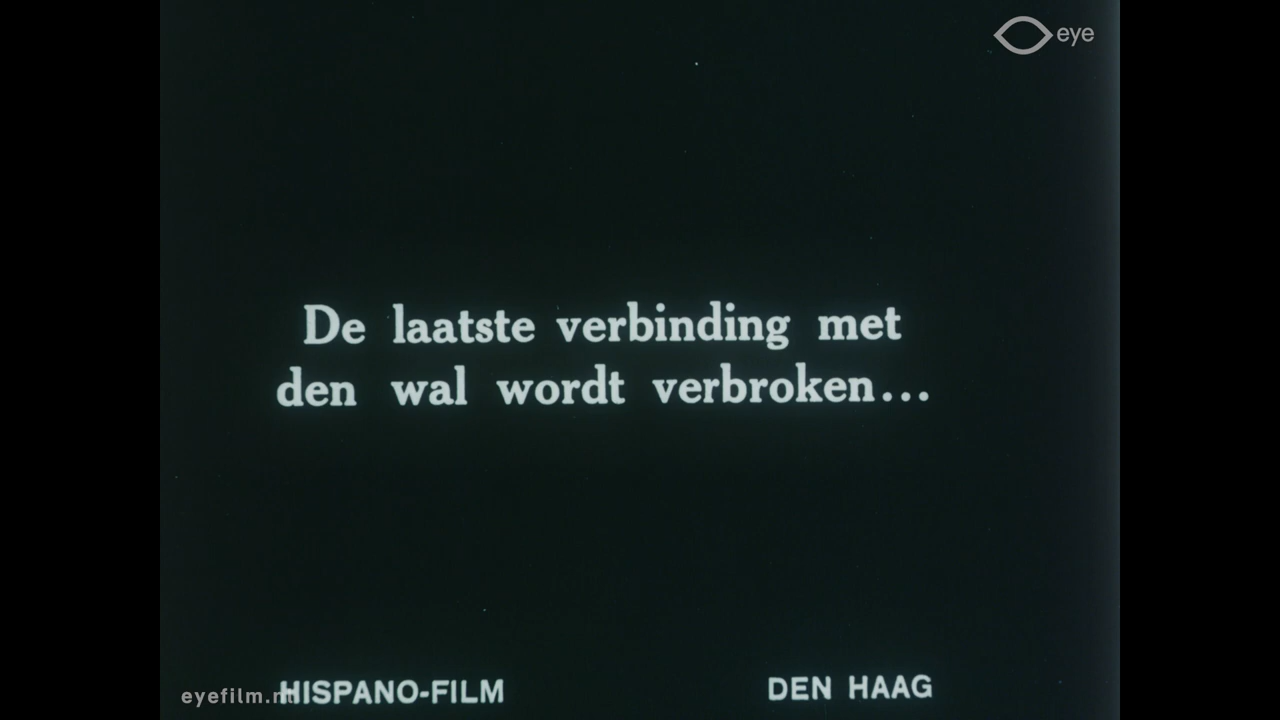 eye
De laatste verbinding met
den wal wordt verbroken...
HISPANO-FILM
DEN HAAG
eyefilm.nl